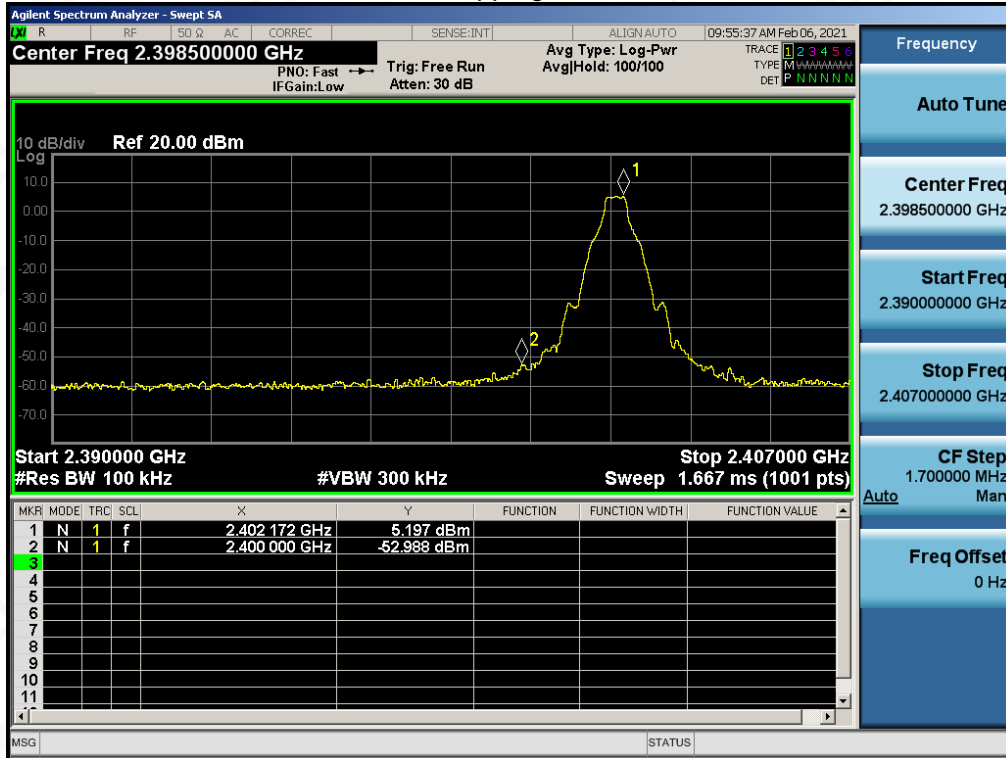 Agilent Spectrum Analyzer - Swept SA
LXI R RF 50 Ω AC CORREC SENSE:INT ALIGN AUTO 09:55:37 AM Feb 06, 2021
Center Freq 2.398500000 GHz
PNO: Fast
IFGain:Low
Trig: Free Run
Atten: 30 dB
Avg Type: Log-Pwr
Avg|Hold: 100/100
TRACE 1 2 3 4 5 6
TYPE M
DET P N N N N N
10 dB/div Ref 20.00 dBm
Log
10.0
0.00
-10.0
-20.0
-30.0
-40.0
-50.0
-60.0
-70.0
1
2
Start 2.390000 GHz Stop 2.407000 GHz
#Res BW 100 kHz #VBW 300 kHz Sweep 1.667 ms (1001 pts)
MKR MODE TRC SCL X Y FUNCTION FUNCTION WIDTH FUNCTION VALUE
1 N 1 f 2.402 172 GHz 5.197 dBm
2 N 1 f 2.400 000 GHz -52.988 dBm
3
4
5
6
7
8
9
10
11
MSG STATUS
Frequency
Auto Tune
Center Freq
2.398500000 GHz
Start Freq
2.390000000 GHz
Stop Freq
2.407000000 GHz
CF Step
1.700000 MHz
Auto Man
Freq Offset
0 Hz